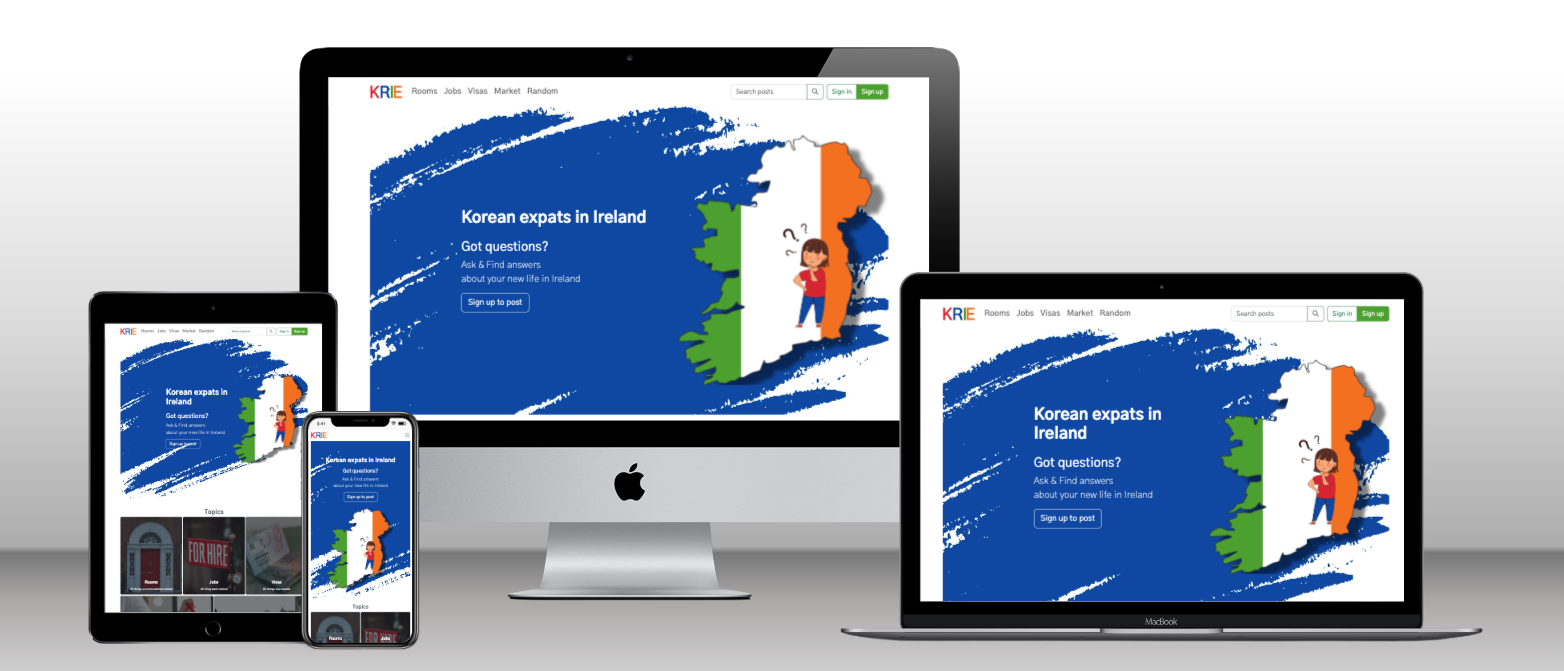 KRIE Rooms Jobs Visas Market Random Search posts Sign in Sign up
Korean expats in Ireland
Got questions?
Ask & Find answers
about your new life in Ireland
Sign up to post
KRIE Rooms Jobs Visas Market Random Search posts Sign in Sign up
Korean expats in
Ireland
Got questions?
Ask & Find answers
about your new life in Ireland
Sign up to post
Topics
FOR HIRE
Rooms Jobs Visas
9:41
KRIE
Korean expats in Ireland
Got questions?
Ask & Find answers
about your new life in Ireland
Sign up to post
Topics
FOR HIRE
Rooms Jobs
KRIE Rooms Jobs Visas Market Random Search posts Sign in Sign up
Korean expats in
Ireland
Got questions?
Ask & Find answers
about your new life in Ireland
Sign up to post
MacBook